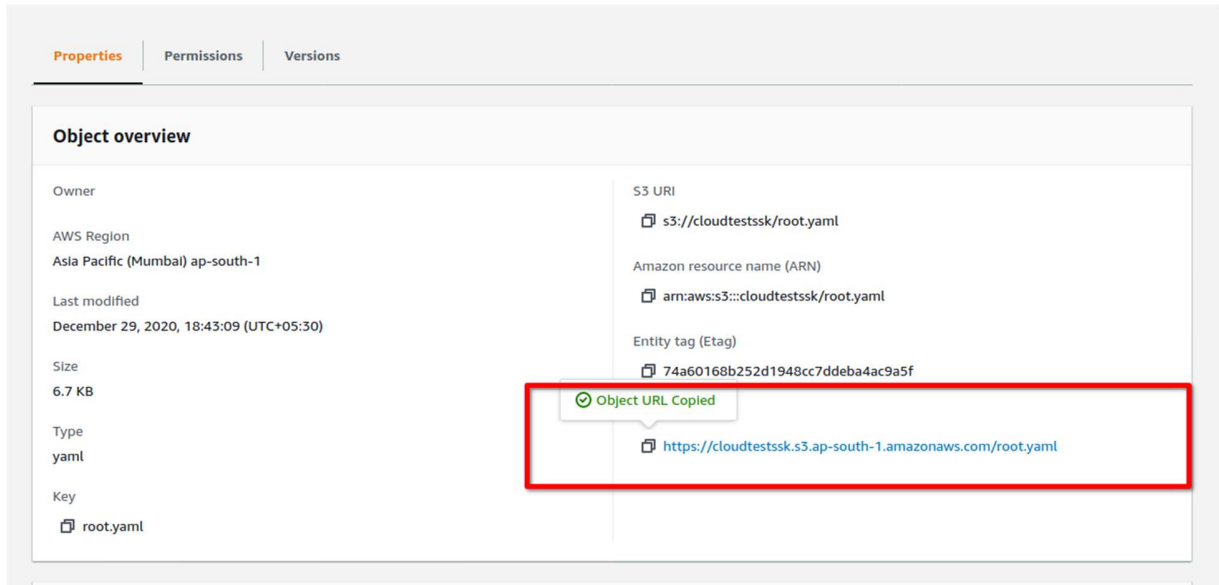 Properties Permissions Versions
Object overview
Owner
AWS Region
Asia Pacific (Mumbai) ap-south-1
Last modified
December 29, 2020, 18:43:09 (UTC+05:30)
Size
6.7 KB
Type
yaml
Key
root.yaml
S3 URI
s3://cloudtestssk/root.yaml
Amazon resource name (ARN)
arn:aws:s3:::cloudtestssk/root.yaml
Entity tag (Etag)
74a60168b252d1948cc7ddeba4ac9a5f
Object URL Copied
https://cloudtestssk.s3.ap-south-1.amazonaws.com/root.yaml